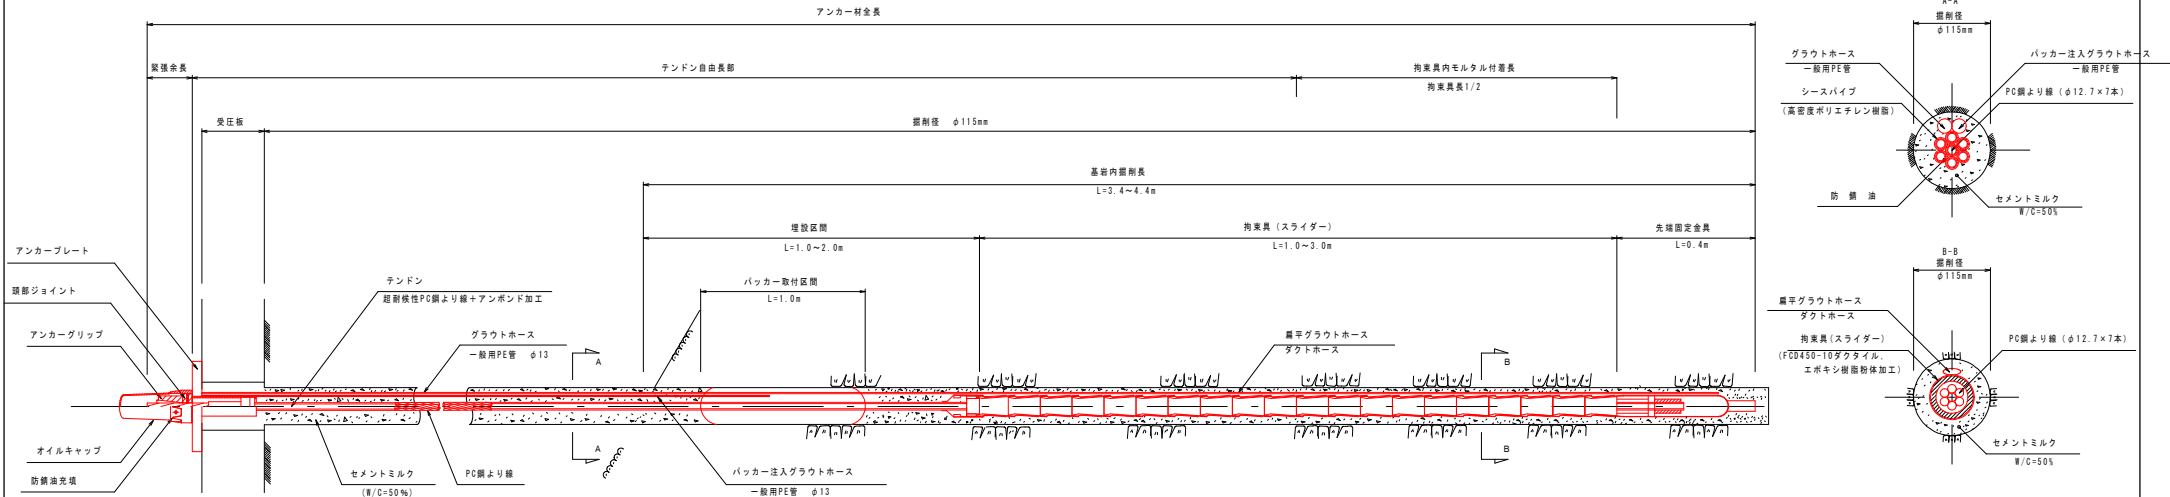 アンカー材全長
緊張余長
テンドン自由長部
拘束具内モルタル付着長
拘束具長1/2
受圧板
掘削径 φ115mm
基岩内掘削長
L=3.4~4.4m
埋設区間
L=1.0~2.0m
拘束具（スライダー）
L=1.0~3.0m
先端固定金具
L=0.4m
アンカープレート
頭部ジョイント
アンカーグリップ
オイルキャップ
防錆油充填
テンドン
超耐候性PC鋼より線+アンボンド加工
グラウトホース
一般用PE管 φ13
パッカー取付区間
L=1.0m
扁平グラウトホース
ダクトホース
A
B
A
B
セメントミルク
(W/C=50%)
PC鋼より線
パッカー注入グラウトホース
一般用PE管 φ13
A-A
掘削径
φ115mm
グラウトホース
一般用PE管
シースパイプ
(高密度ポリエチレン樹脂)
パッカー注入グラウトホース
一般用PE管
PC鋼より線（φ12.7×7本）
防錆油
セメントミルク
W/C=50%
B-B
掘削径
φ115mm
扁平グラウトホース
ダクトホース
拘束具(スライダー)
(FCD450-10ダクタイル.
エポキシ樹脂粉体加工)
PC鋼より線（φ12.7×7本）
セメントミルク
W/C=50%